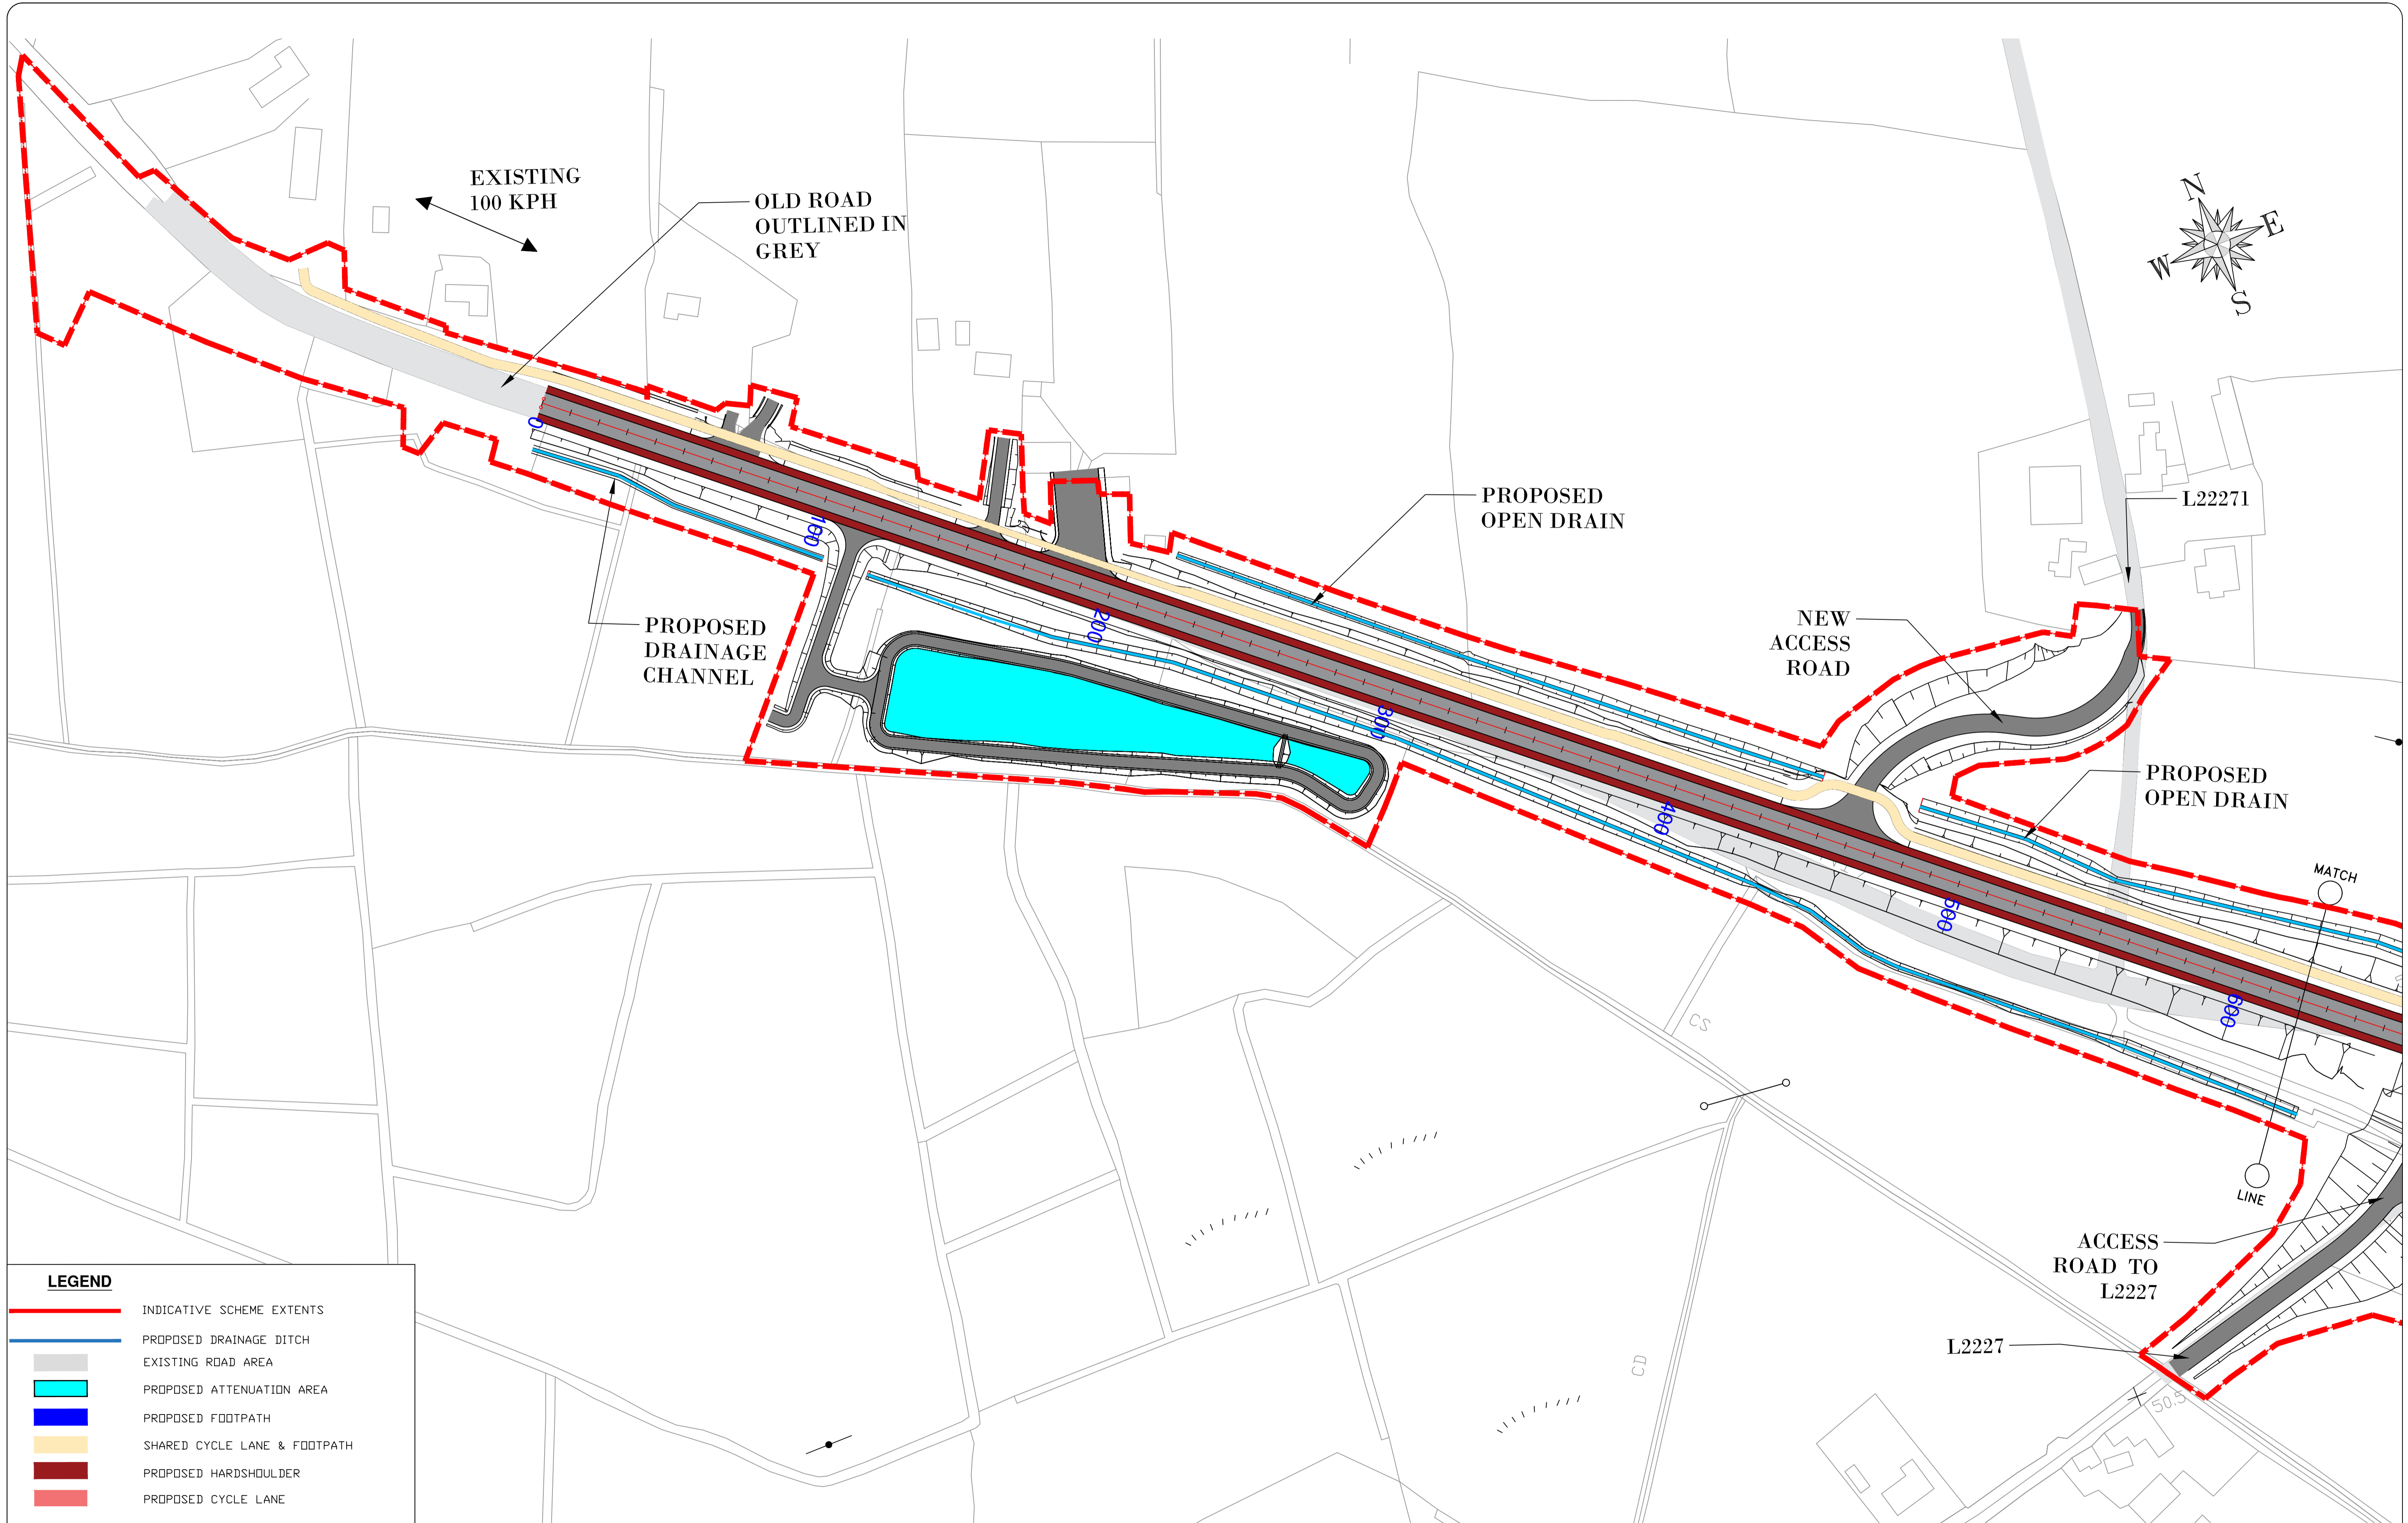 EXISTING
100 KPH
OLD ROAD
OUTLINED IN
GREY
N
E
W
S
PROPOSED
OPEN DRAIN
L22271
NEW
ACCESS
ROAD
PROPOSED
DRAINAGE
CHANNEL
PROPOSED
OPEN DRAIN
0
100
200
300
400
500
600
MATCH
LINE
CS
CD
ACCESS
ROAD TO
L2227
L2227
50.5
LEGEND
INDICATIVE SCHEME EXTENTS
PROPOSED DRAINAGE DITCH
EXISTING ROAD AREA
PROPOSED ATTENUATION AREA
PROPOSED FOOTPATH
SHARED CYCLE LANE & FOOTPATH
PROPOSED HARDSHOULDER
PROPOSED CYCLE LANE